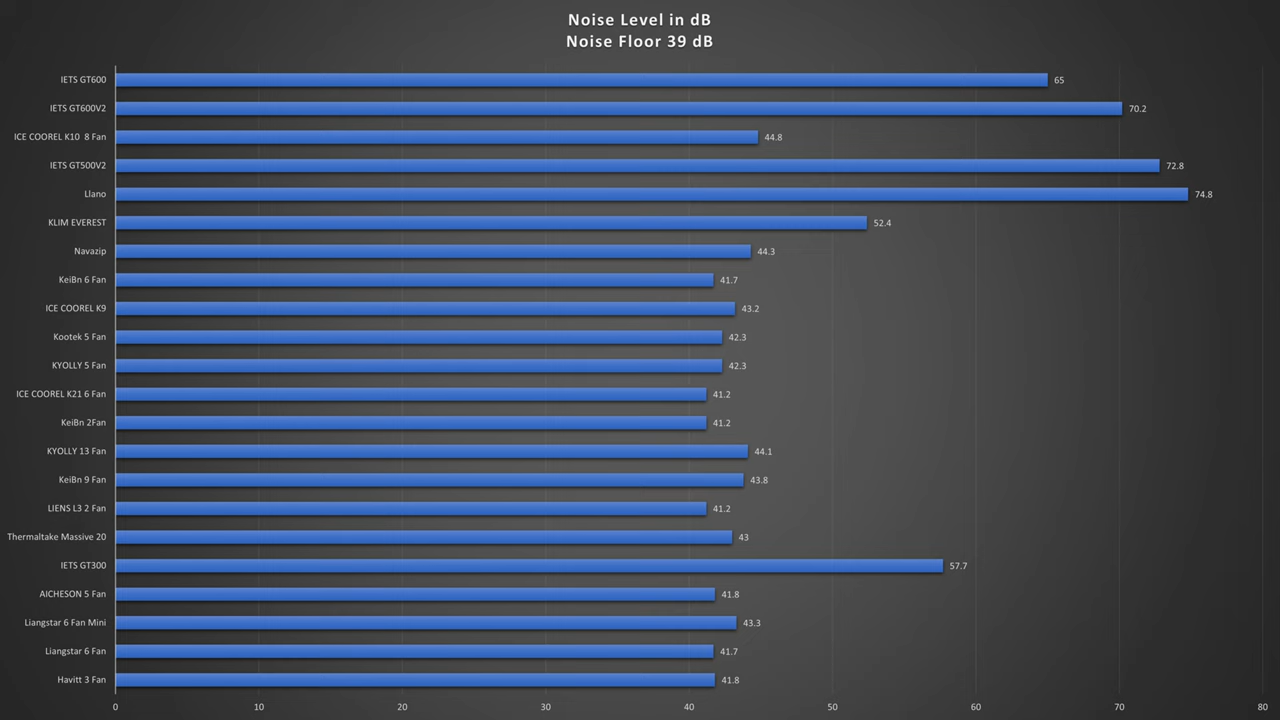 Noise Level in dB
Noise Floor 39 dB
IETS GT600 65
IETS GT600V2 70.2
ICE COOREL K10 8 Fan 44.8
IETS GT500V2 72.8
Llano 74.8
KLIM EVEREST 52.4
Navazip 44.3
KeiBn 6 Fan 41.7
ICE COOREL K9 43.2
Kootek 5 Fan 42.3
KYOLLY 5 Fan 42.3
ICE COOREL K21 6 Fan 41.2
KeiBn 2Fan 41.2
KYOLLY 13 Fan 44.1
KeiBn 9 Fan 43.8
LIENS L3 2 Fan 41.2
Thermaltake Massive 20 43
IETS GT300 57.7
AICHESON 5 Fan 41.8
Liangstar 6 Fan Mini 43.3
Liangstar 6 Fan 41.7
Havitt 3 Fan 41.8
0 10 20 30 40 50 60 70 80